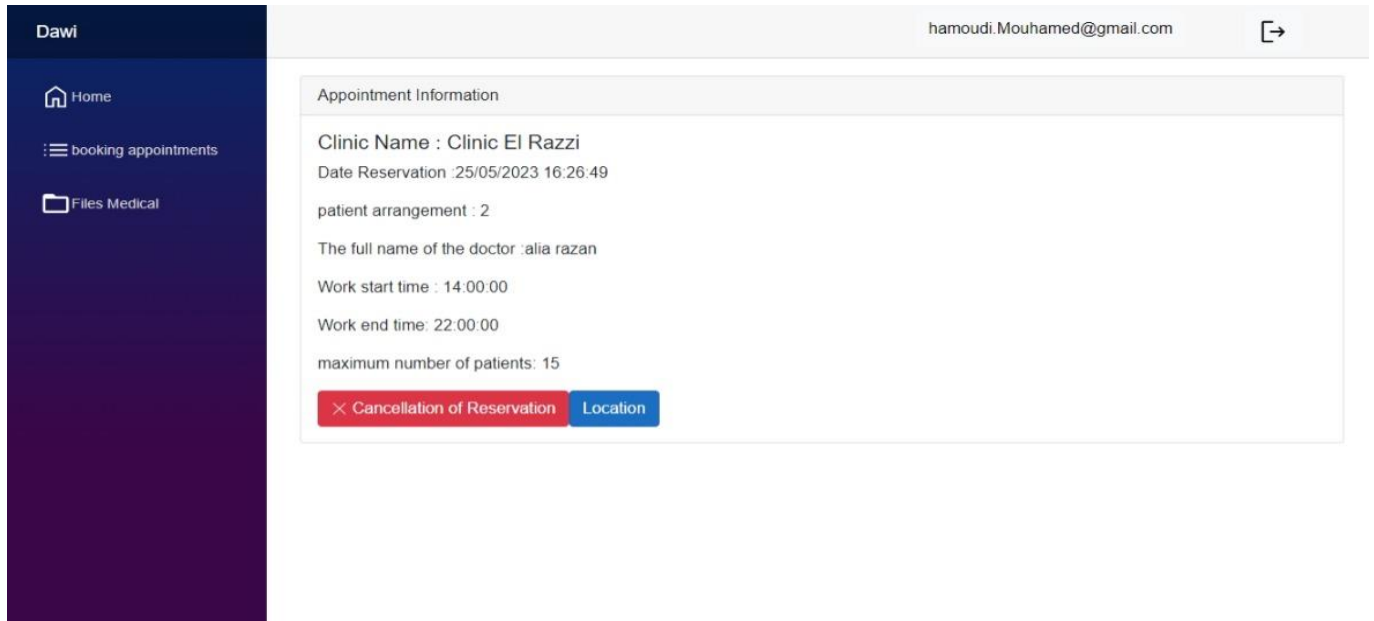 Dawi
hamoudi.Mouhamed@gmail.com
Home
booking appointments
Files Medical
Appointment Information
Clinic Name : Clinic El Razzi
Date Reservation :25/05/2023 16:26:49
patient arrangement : 2
The full name of the doctor :alia razan
Work start time : 14:00:00
Work end time: 22:00:00
maximum number of patients: 15
Cancellation of Reservation
Location